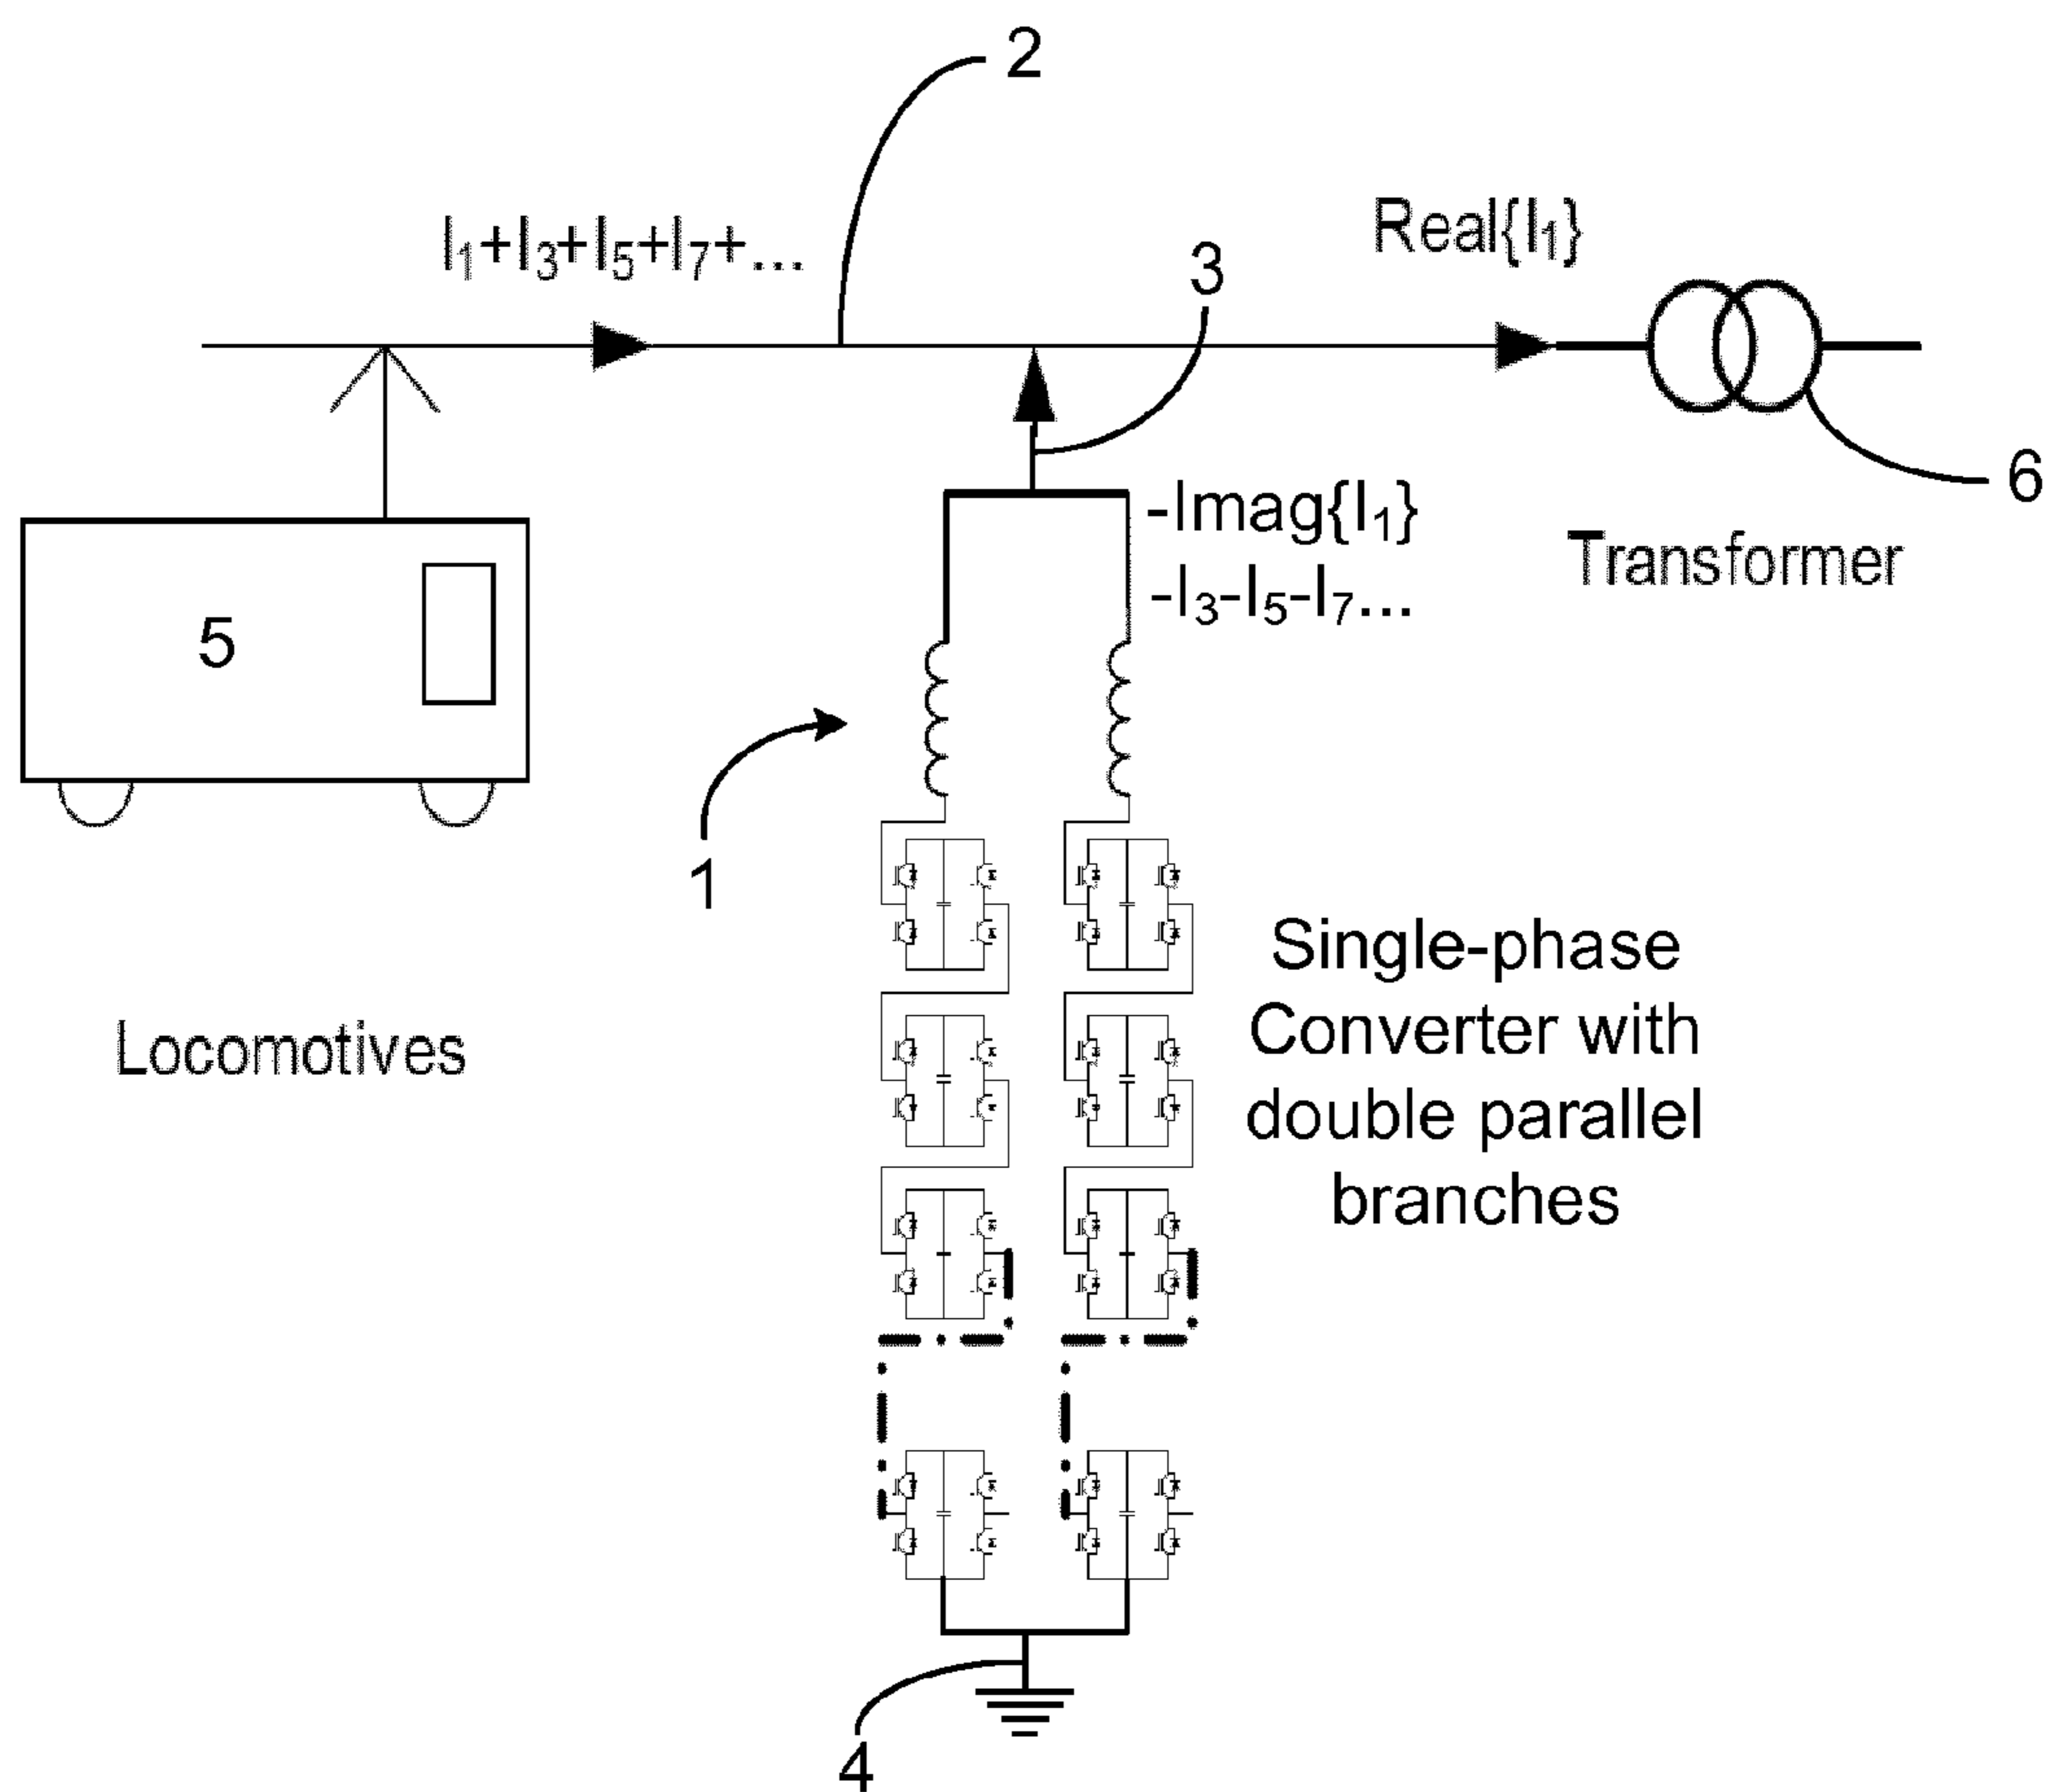 2
I₁+I₃+I₅+I₇+...
Real{I₁}
3
6
-Imag{I₁}
-I₃-I₅-I₇...
Transformer
5
1
Locomotives
Single-phase
Converter with
double parallel
branches
4